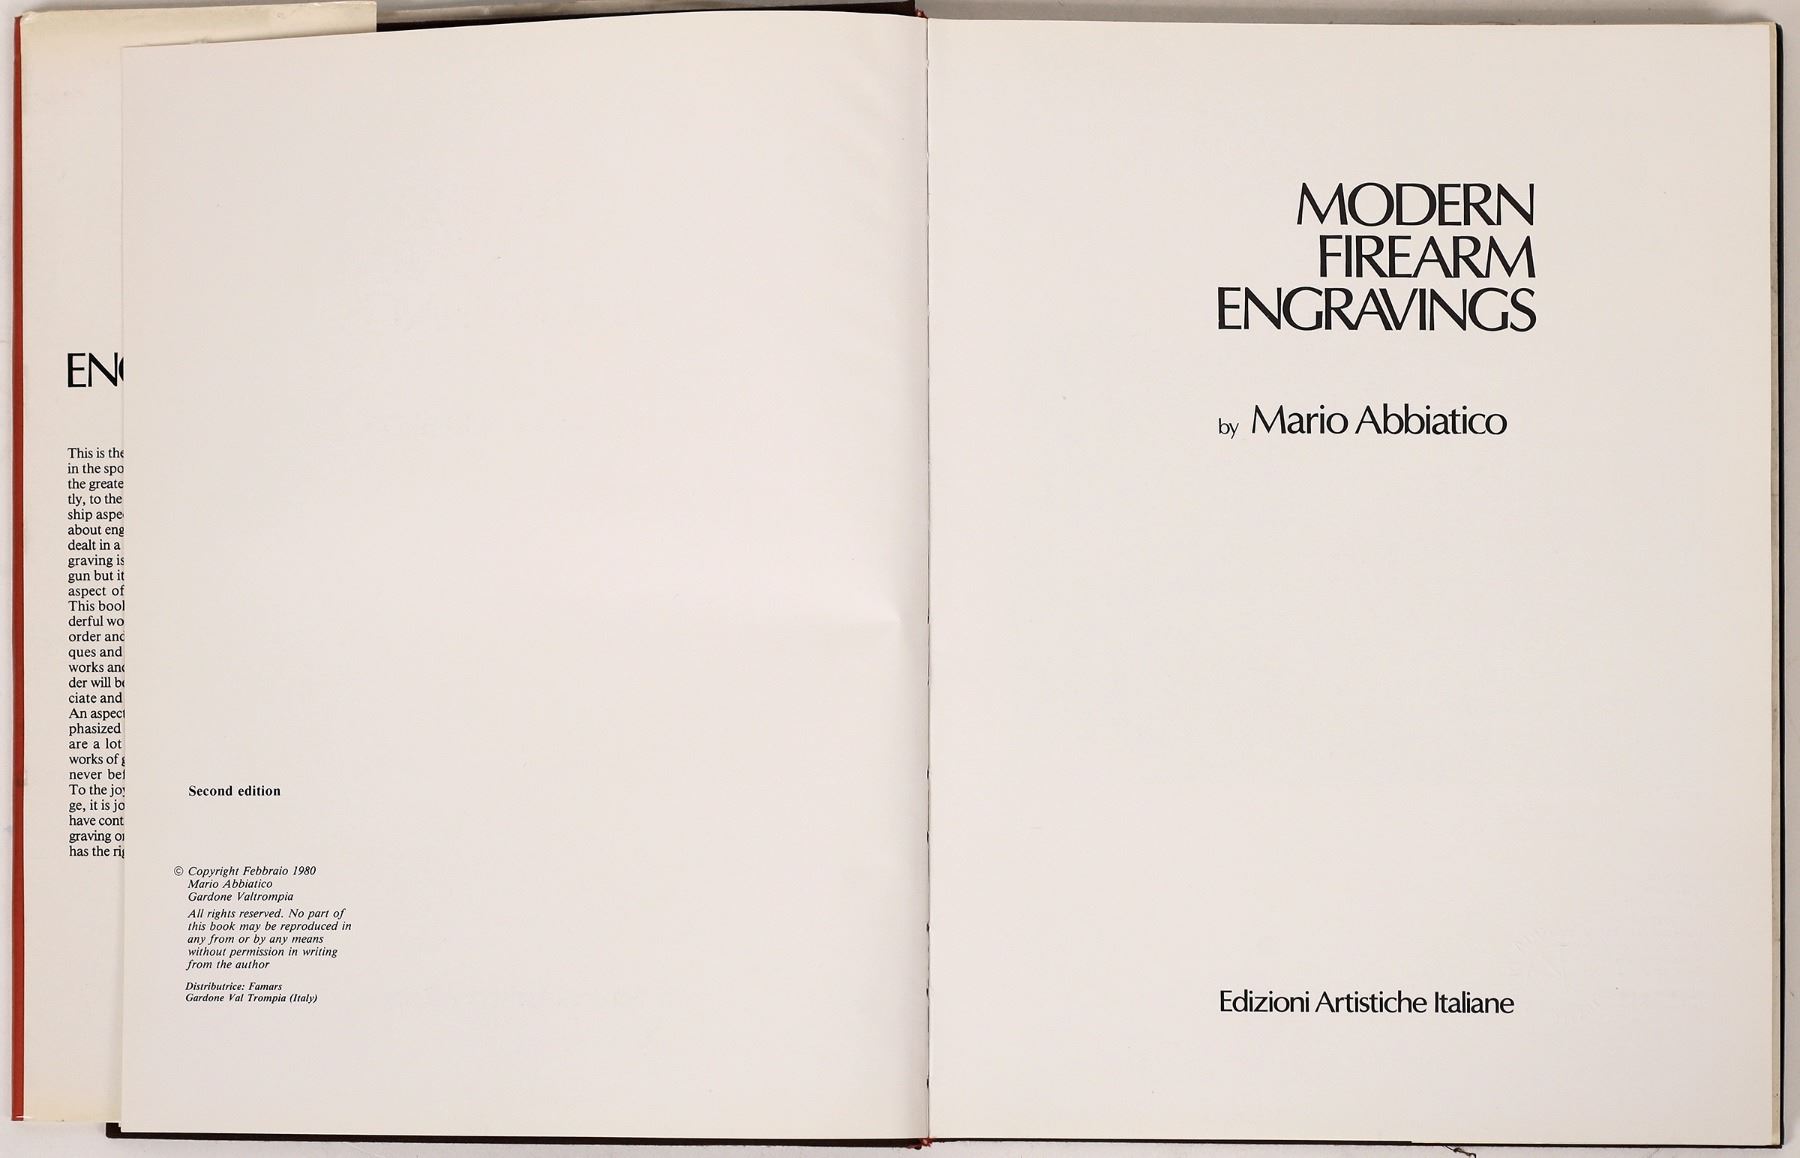 EN
This is the
in the spo
the greate
tly, to the
ship aspe
about eng
dealt in a
graving is
gun but it
aspect of
This book
derful wo
order and
ques and
works and
der will be
ciate and
An aspect
phasized
are a lot
works of g
never bef
To the joy
ge, it is jo
have cont
graving or
has the rig
Second edition
© Copyright Febbraio 1980
Mario Abbiatico
Gardone Valtrompia
All rights reserved. No part of
this book may be reproduced in
any from or by any means
without permission in writing
from the author
Distributrice: Famars
Gardone Val Trompia (Italy)
MODERN
FIREARM
ENGRAVINGS
by Mario Abbiatico
Edizioni Artistiche Italiane